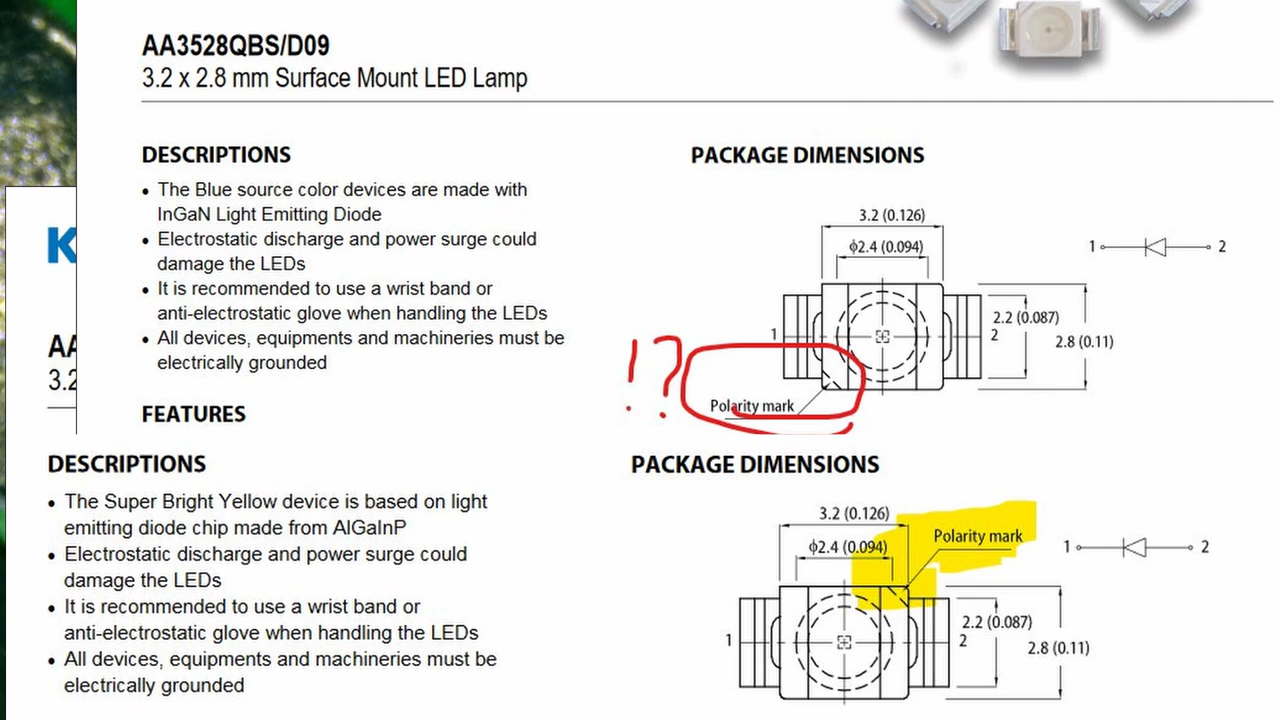 AA3528QBS/D09
3.2 x 2.8 mm Surface Mount LED Lamp
DESCRIPTIONS
• The Blue source color devices are made with
InGaN Light Emitting Diode
• Electrostatic discharge and power surge could
damage the LEDs
• It is recommended to use a wrist band or
anti-electrostatic glove when handling the LEDs
• All devices, equipments and machineries must be
electrically grounded
FEATURES
PACKAGE DIMENSIONS
3.2 (0.126)
ϕ2.4 (0.094)
1 2
1
2
2.2 (0.087)
2.8 (0.11)
!?
Polarity mark
K
AA
3.2
DESCRIPTIONS
• The Super Bright Yellow device is based on light
emitting diode chip made from AlGaInP
• Electrostatic discharge and power surge could
damage the LEDs
• It is recommended to use a wrist band or
anti-electrostatic glove when handling the LEDs
• All devices, equipments and machineries must be
electrically grounded
PACKAGE DIMENSIONS
3.2 (0.126)
ϕ2.4 (0.094)
Polarity mark
1 2
1
2
2.2 (0.087)
2.8 (0.11)